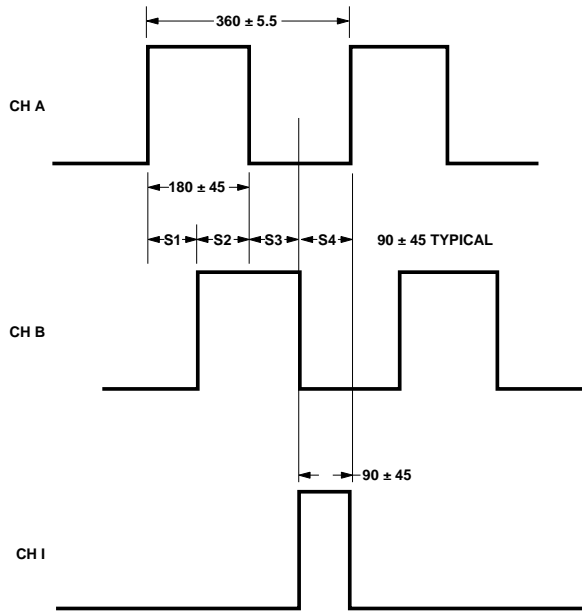 360 ± 5.5
CH A
180 ± 45
S1 S2 S3 S4 90 ± 45 TYPICAL
CH B
90 ± 45
CH I